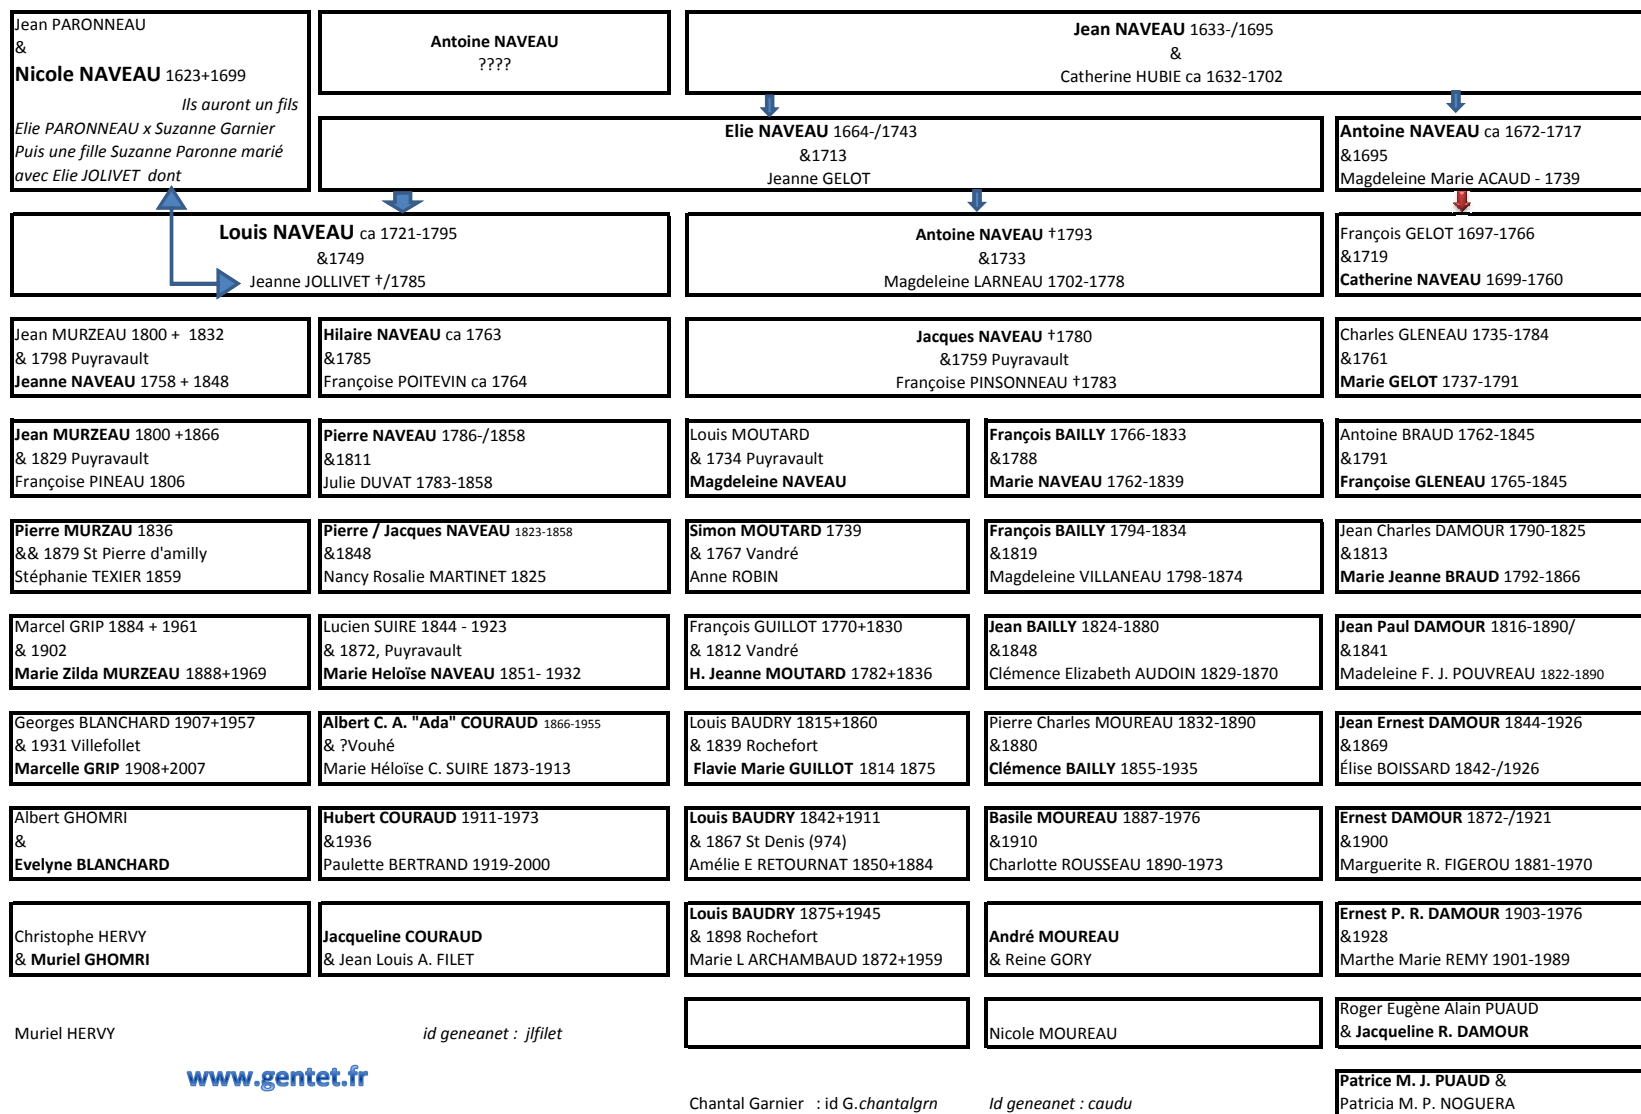 Jean PARONNEAU
&
Nicole NAVEAU 1623+1699
Ils auront un fils
Elie PARONNEAU x Suzanne Garnier
Puis une fille Suzanne Paronne marié
avec Elie JOLIVET dont
Antoine NAVEAU
????
Jean NAVEAU 1633-/1695
&
Catherine HUBIE ca 1632-1702
Elie NAVEAU 1664-/1743
&1713
Jeanne GELOT
Antoine NAVEAU ca 1672-1717
&1695
Magdeleine Marie ACAUD - 1739
Louis NAVEAU ca 1721-1795
&1749
Jeanne JOLLIVET †/1785
Antoine NAVEAU †1793
&1733
Magdeleine LARNEAU 1702-1778
François GELOT 1697-1766
&1719
Catherine NAVEAU 1699-1760
Jean MURZEAU 1800 + 1832
& 1798 Puyravault
Jeanne NAVEAU 1758 + 1848
Hilaire NAVEAU ca 1763
&1785
Françoise POITEVIN ca 1764
Jacques NAVEAU †1780
&1759 Puyravault
Françoise PINSONNEAU †1783
Charles GLENEAU 1735-1784
&1761
Marie GELOT 1737-1791
Jean MURZEAU 1800 +1866
& 1829 Puyravault
Françoise PINEAU 1806
Pierre NAVEAU 1786-/1858
&1811
Julie DUVAT 1783-1858
Louis MOUTARD
& 1734 Puyravault
Magdeleine NAVEAU
François BAILLY 1766-1833
&1788
Marie NAVEAU 1762-1839
Antoine BRAUD 1762-1845
&1791
Françoise GLENEAU 1765-1845
Pierre MURZAU 1836
&& 1879 St Pierre d'amilly
Stéphanie TEXIER 1859
Pierre / Jacques NAVEAU 1823-1858
&1848
Nancy Rosalie MARTINET 1825
Simon MOUTARD 1739
& 1767 Vandré
Anne ROBIN
François BAILLY 1794-1834
&1819
Magdeleine VILLANEAU 1798-1874
Jean Charles DAMOUR 1790-1825
&1813
Marie Jeanne BRAUD 1792-1866
Marcel GRIP 1884 + 1961
& 1902
Marie Zilda MURZEAU 1888+1969
Lucien SUIRE 1844 - 1923
& 1872, Puyravault
Marie Heloïse NAVEAU 1851- 1932
François GUILLOT 1770+1830
& 1812 Vandré
H. Jeanne MOUTARD 1782+1836
Jean BAILLY 1824-1880
&1848
Clémence Elizabeth AUDOIN 1829-1870
Jean Paul DAMOUR 1816-1890/
&1841
Madeleine F. J. POUVREAU 1822-1890
Georges BLANCHARD 1907+1957
& 1931 Villefollet
Marcelle GRIP 1908+2007
Albert C. A. "Ada" COURAUD 1866-1955
& ?Vouhé
Marie Héloïse C. SUIRE 1873-1913
Louis BAUDRY 1815+1860
& 1839 Rochefort
Flavie Marie GUILLOT 1814 1875
Pierre Charles MOUREAU 1832-1890
&1880
Clémence BAILLY 1855-1935
Jean Ernest DAMOUR 1844-1926
&1869
Élise BOISSARD 1842-/1926
Albert GHOMRI
&
Evelyne BLANCHARD
Hubert COURAUD 1911-1973
&1936
Paulette BERTRAND 1919-2000
Louis BAUDRY 1842+1911
& 1867 St Denis (974)
Amélie E RETOURNAT 1850+1884
Basile MOUREAU 1887-1976
&1910
Charlotte ROUSSEAU 1890-1973
Ernest DAMOUR 1872-/1921
&1900
Marguerite R. FIGEROU 1881-1970
Christophe HERVY
& Muriel GHOMRI
Jacqueline COURAUD
& Jean Louis A. FILET
Louis BAUDRY 1875+1945
& 1898 Rochefort
Marie L ARCHAMBAUD 1872+1959
André MOUREAU
& Reine GORY
Ernest P. R. DAMOUR 1903-1976
&1928
Marthe Marie REMY 1901-1989
Muriel HERVY
id geneanet : jlfilet
Nicole MOUREAU
Roger Eugène Alain PUAUD
& Jacqueline R. DAMOUR
www.gentet.fr
Chantal Garnier : id G.chantalgrn
Id geneanet : caudu
Patrice M. J. PUAUD &
Patricia M. P. NOGUERA